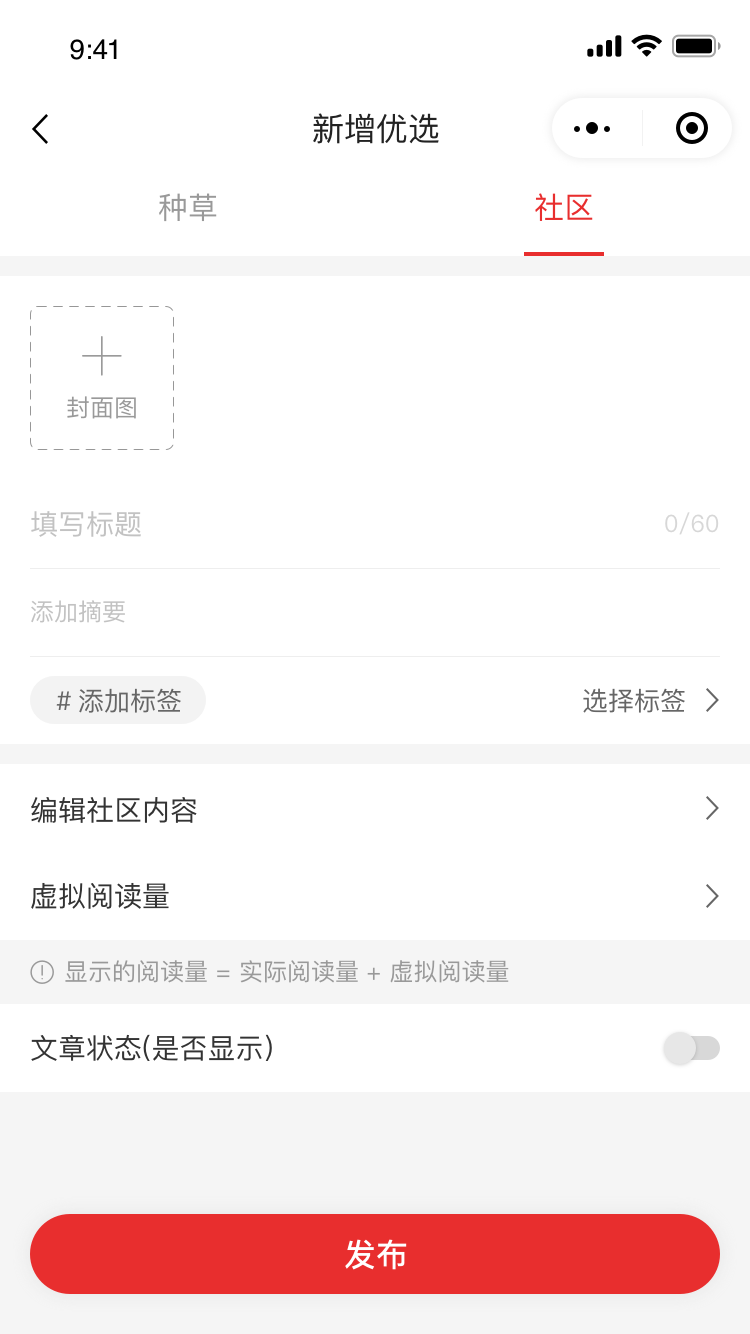 9:41
新增优选
种草
社区
封面图
填写标题
0/60
添加摘要
# 添加标签
选择标签
编辑社区内容
虚拟阅读量
显示的阅读量 = 实际阅读量 + 虚拟阅读量
文章状态(是否显示)
发布